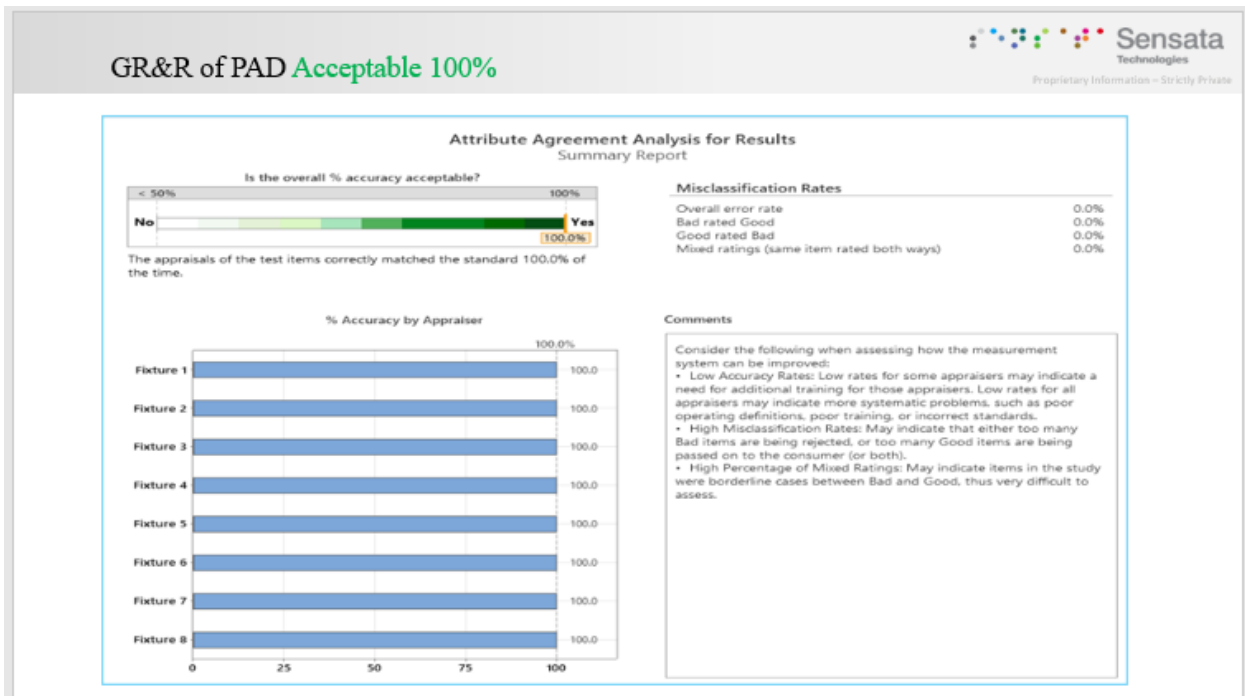 GR&R of PAD Acceptable 100%
Sensata
Technologies
Proprietary Information – Strictly Private
Attribute Agreement Analysis for Results
Summary Report
Is the overall % accuracy acceptable?
< 50%
100%
No
Yes
100.0%
The appraisals of the test items correctly matched the standard 100.0% of
the time.
Misclassification Rates
Overall error rate 0.0%
Bad rated Good 0.0%
Good rated Bad 0.0%
Mixed ratings (same item rated both ways) 0.0%
% Accuracy by Appraiser
100.0%
Fixture 1 100.0
Fixture 2 100.0
Fixture 3 100.0
Fixture 4 100.0
Fixture 5 100.0
Fixture 6 100.0
Fixture 7 100.0
Fixture 8 100.0
0 25 50 75 100
Comments
Consider the following when assessing how the measurement
system can be improved:
• Low Accuracy Rates: Low rates for some appraisers may indicate a
need for additional training for those appraisers. Low rates for all
appraisers may indicate more systematic problems, such as poor
operating definitions, poor training, or incorrect standards.
• High Misclassification Rates: May indicate that either too many
Bad items are being rejected, or too many Good items are being
passed on to the consumer (or both).
• High Percentage of Mixed Ratings: May indicate items in the study
were borderline cases between Bad and Good, thus very difficult to
assess.